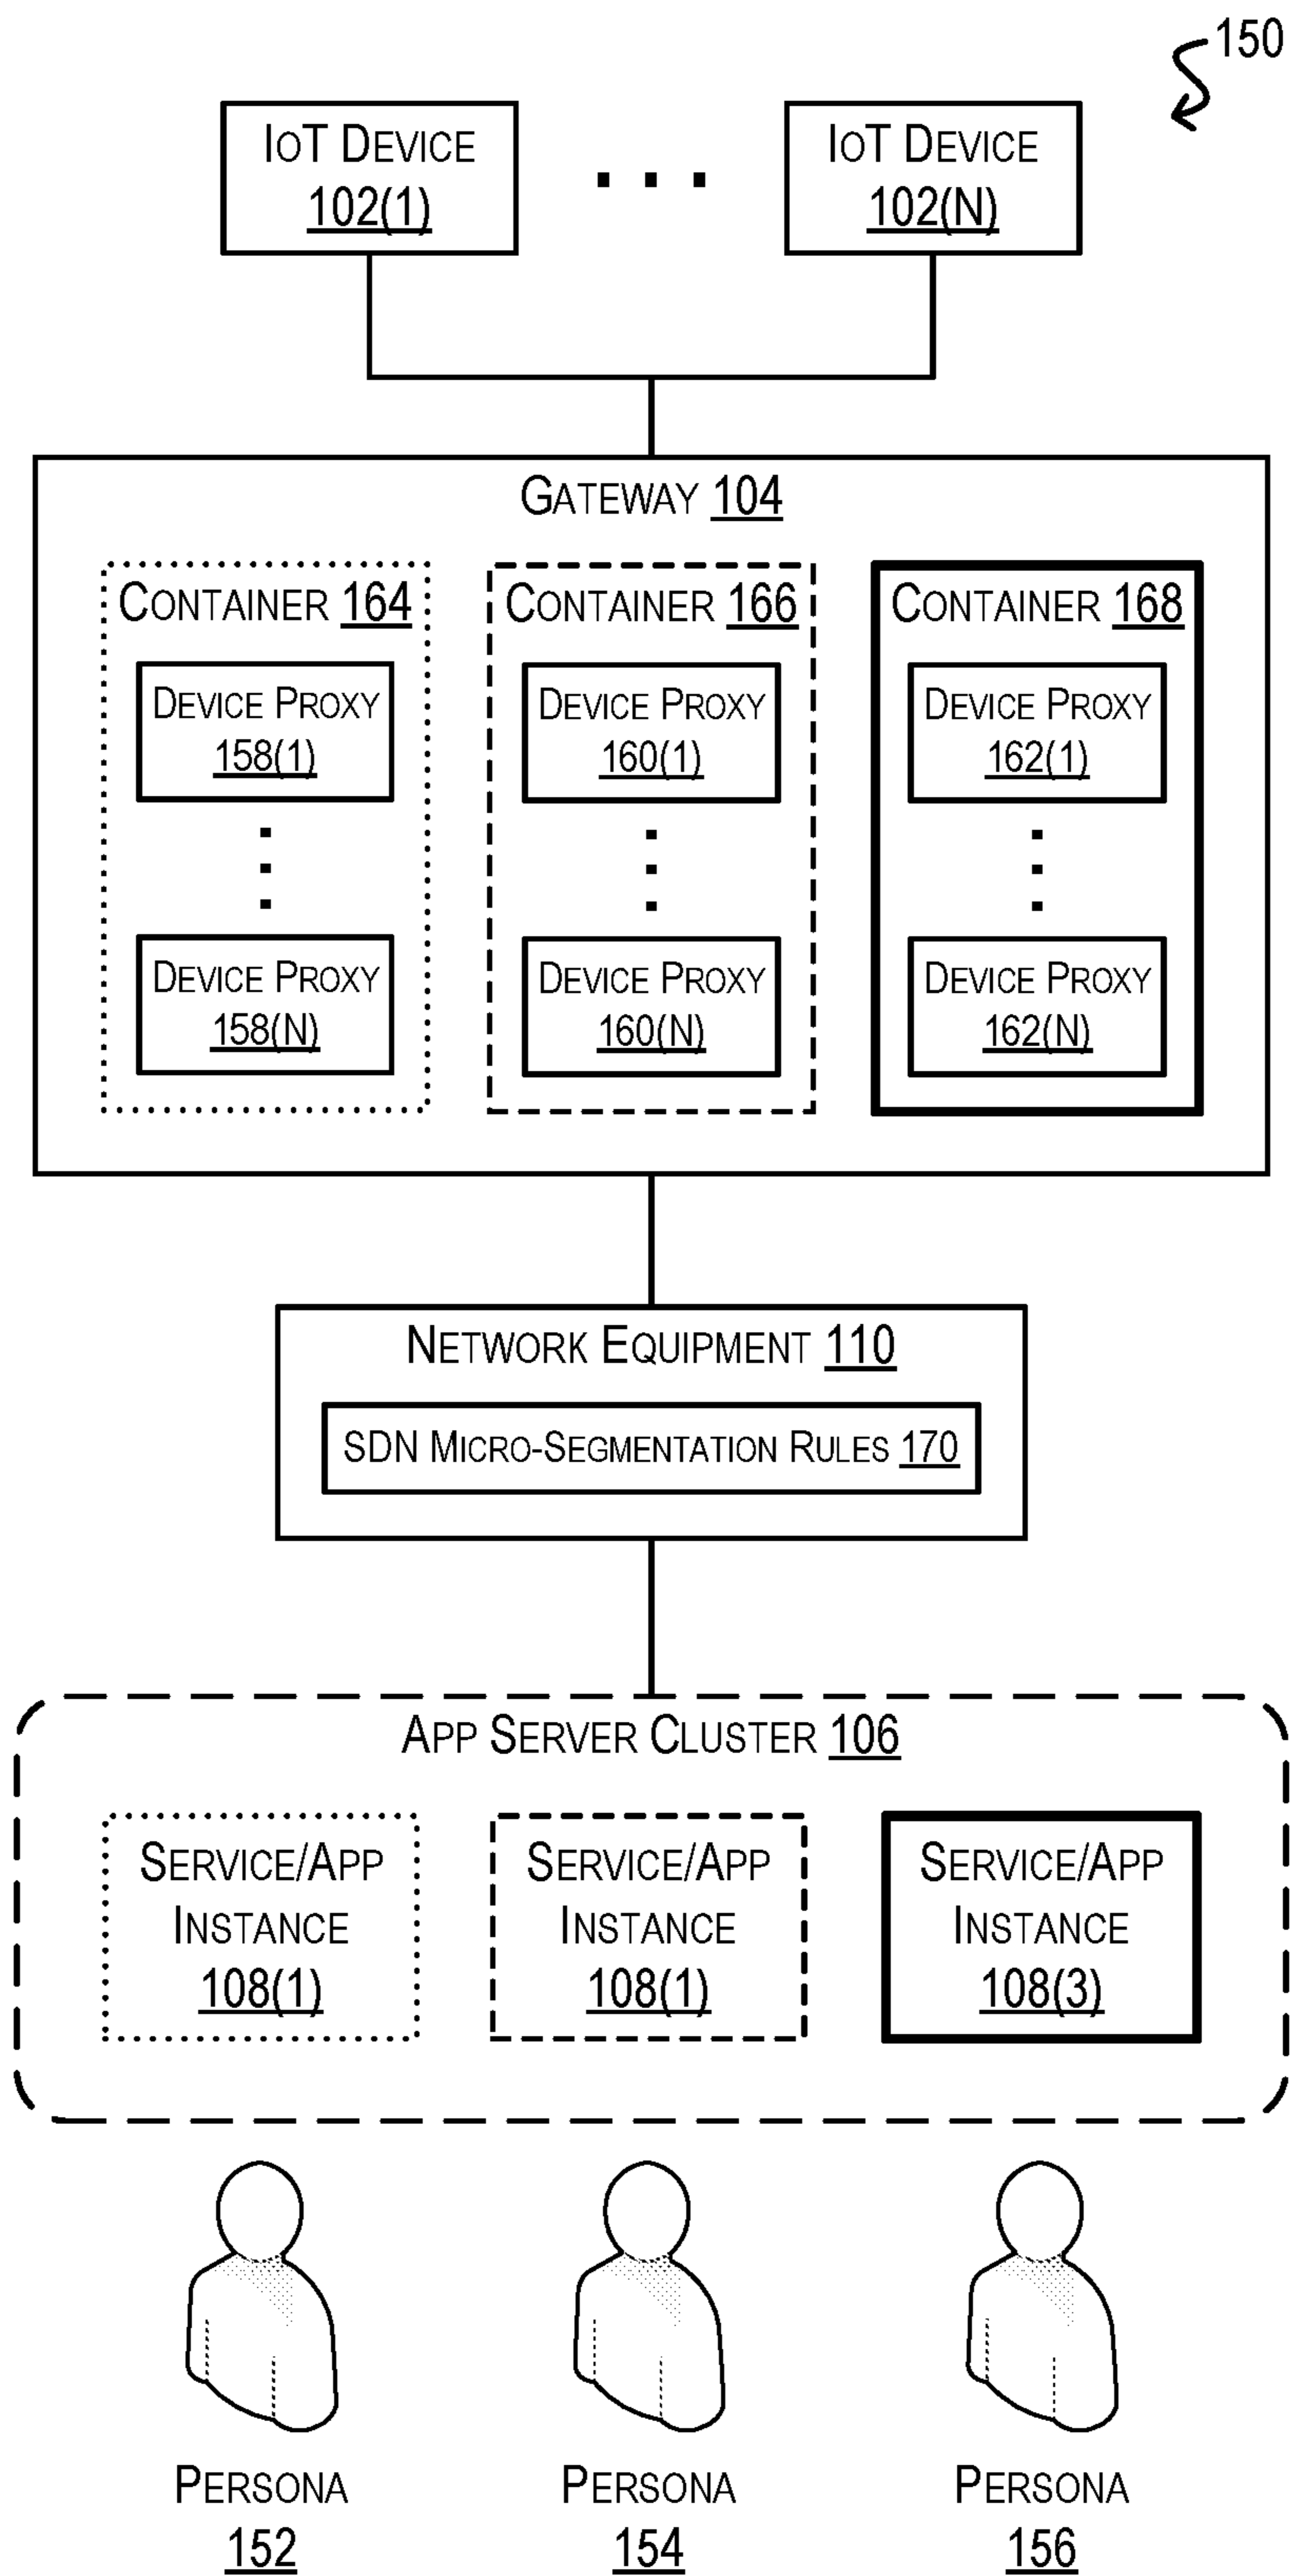 150
IoT Device IoT Device
102(1) 102(N)
Gateway 104
Container 164 Container 166 Container 168
Device Proxy Device Proxy Device Proxy
158(1) 160(1) 162(1)
Device Proxy Device Proxy Device Proxy
158(N) 160(N) 162(N)
Network Equipment 110
SDN Micro-Segmentation Rules 170
App Server Cluster 106
Service/App Service/App Service/App
Instance Instance Instance
108(1) 108(1) 108(3)
Persona Persona Persona
152 154 156